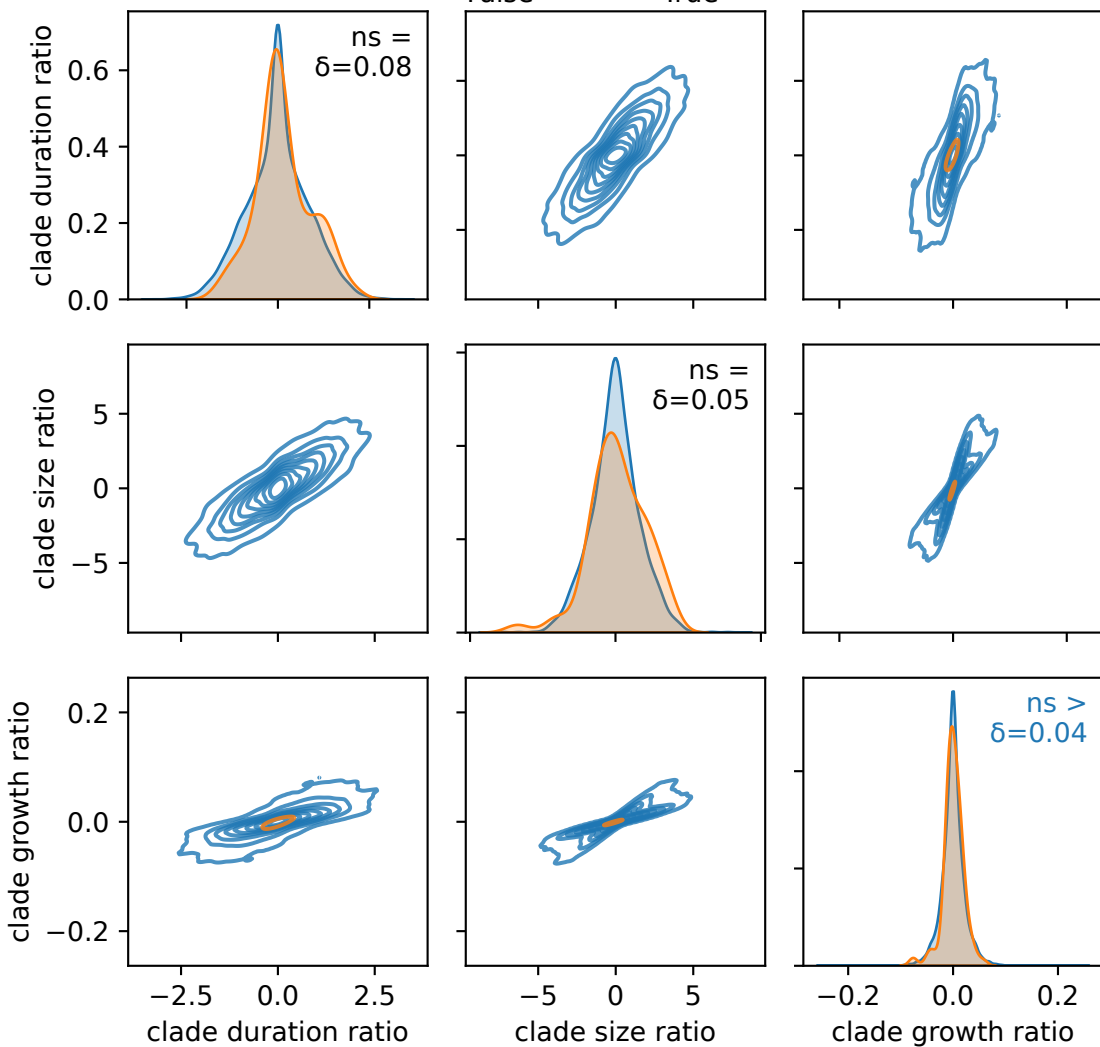 clade duration ratio
0.6
0.4
0.2
0.0
ns =
δ=0.08
clade size ratio
5
0
−5
ns =
δ=0.05
clade growth ratio
0.2
0.0
−0.2
ns >
δ=0.04
−2.5 0.0 2.5
−5 0 5
−0.2 0.0 0.2
clade duration ratio
clade size ratio
clade growth ratio